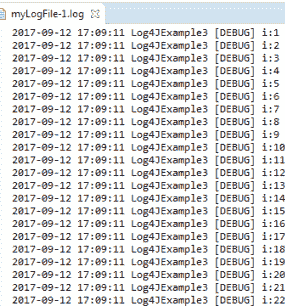 myLogFile-1.log
2017-09-12 17:09:11 Log4JExample3 [DEBUG] i:1
2017-09-12 17:09:11 Log4JExample3 [DEBUG] i:2
2017-09-12 17:09:11 Log4JExample3 [DEBUG] i:3
2017-09-12 17:09:11 Log4JExample3 [DEBUG] i:4
2017-09-12 17:09:11 Log4JExample3 [DEBUG] i:5
2017-09-12 17:09:11 Log4JExample3 [DEBUG] i:6
2017-09-12 17:09:11 Log4JExample3 [DEBUG] i:7
2017-09-12 17:09:11 Log4JExample3 [DEBUG] i:8
2017-09-12 17:09:11 Log4JExample3 [DEBUG] i:9
2017-09-12 17:09:11 Log4JExample3 [DEBUG] i:10
2017-09-12 17:09:11 Log4JExample3 [DEBUG] i:11
2017-09-12 17:09:11 Log4JExample3 [DEBUG] i:12
2017-09-12 17:09:11 Log4JExample3 [DEBUG] i:13
2017-09-12 17:09:11 Log4JExample3 [DEBUG] i:14
2017-09-12 17:09:11 Log4JExample3 [DEBUG] i:15
2017-09-12 17:09:11 Log4JExample3 [DEBUG] i:16
2017-09-12 17:09:11 Log4JExample3 [DEBUG] i:17
2017-09-12 17:09:11 Log4JExample3 [DEBUG] i:18
2017-09-12 17:09:11 Log4JExample3 [DEBUG] i:19
2017-09-12 17:09:11 Log4JExample3 [DEBUG] i:20
2017-09-12 17:09:11 Log4JExample3 [DEBUG] i:21
2017-09-12 17:09:11 Log4JExample3 [DEBUG] i:22